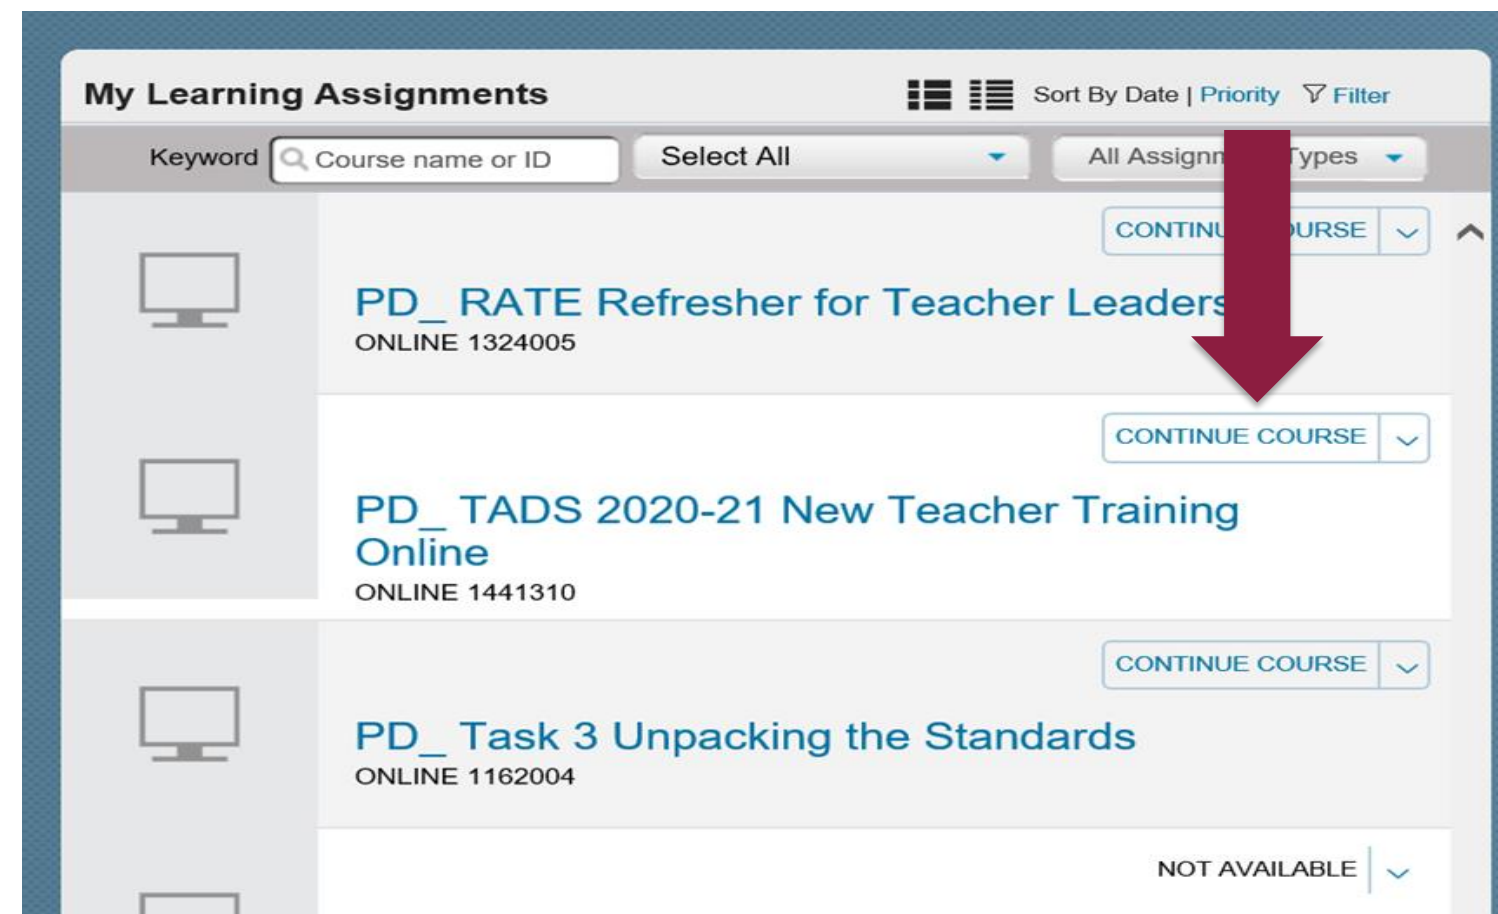 My Learning Assignments
Sort By Date | Priority Filter
Keyword Course name or ID Select All All Types
COURSE
PD_ RATE Refresher for Teacher Leaders
ONLINE 1324005
CONTINUE COURSE
PD_ TADS 2020-21 New Teacher Training
Online
ONLINE 1441310
CONTINUE COURSE
PD_ Task 3 Unpacking the Standards
ONLINE 1162004
NOT AVAILABLE